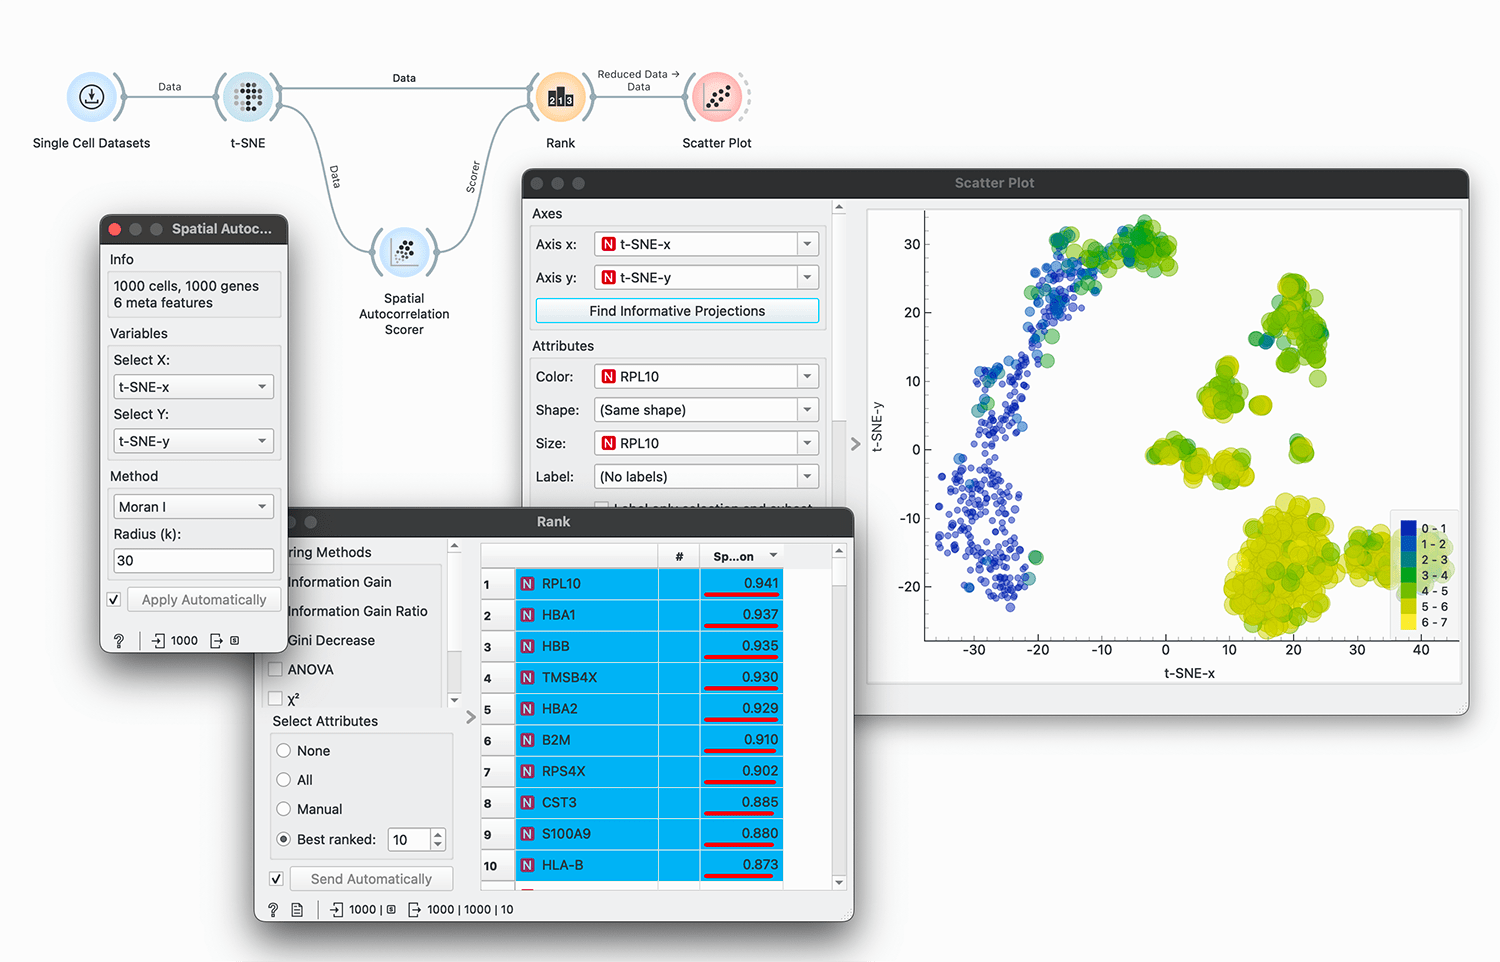 Data
Data
Reduced Data →
Data
213
Single Cell Datasets
t-SNE
Rank
Scatter Plot
Data
Scorer
Spatial
Autocorrelation
Scorer
Spatial Autoc...
Info
1000 cells, 1000 genes
6 meta features
Variables
Select X:
t-SNE-x
Select Y:
t-SNE-y
Method
Moran I
Radius (k):
30
Apply Automatically
? 1000
Scatter Plot
Axes
Axis x: N t-SNE-x
Axis y: N t-SNE-y
Find Informative Projections
Attributes
Color: N RPL10
Shape: (Same shape)
Size: N RPL10
Label: (No labels)
Label only selection and subset
t-SNE-y
30
20
10
0
-10
-20
-30 -20 -10 0 10 20 30 40
t-SNE-x
0 - 1
1 - 2
2 - 3
3 - 4
4 - 5
5 - 6
6 - 7
Rank
ring Methods
Information Gain
Information Gain Ratio
Gini Decrease
ANOVA
χ²
Select Attributes
None
All
Manual
Best ranked: 10
Send Automatically
# Sp...on
1 N RPL10 0.941
2 N HBA1 0.937
3 N HBB 0.935
4 N TMSB4X 0.930
5 N HBA2 0.929
6 N B2M 0.910
7 N RPS4X 0.902
8 N CST3 0.885
9 N S100A9 0.880
10 N HLA-B 0.873
? 1000 | 1000 | 1000 | 10